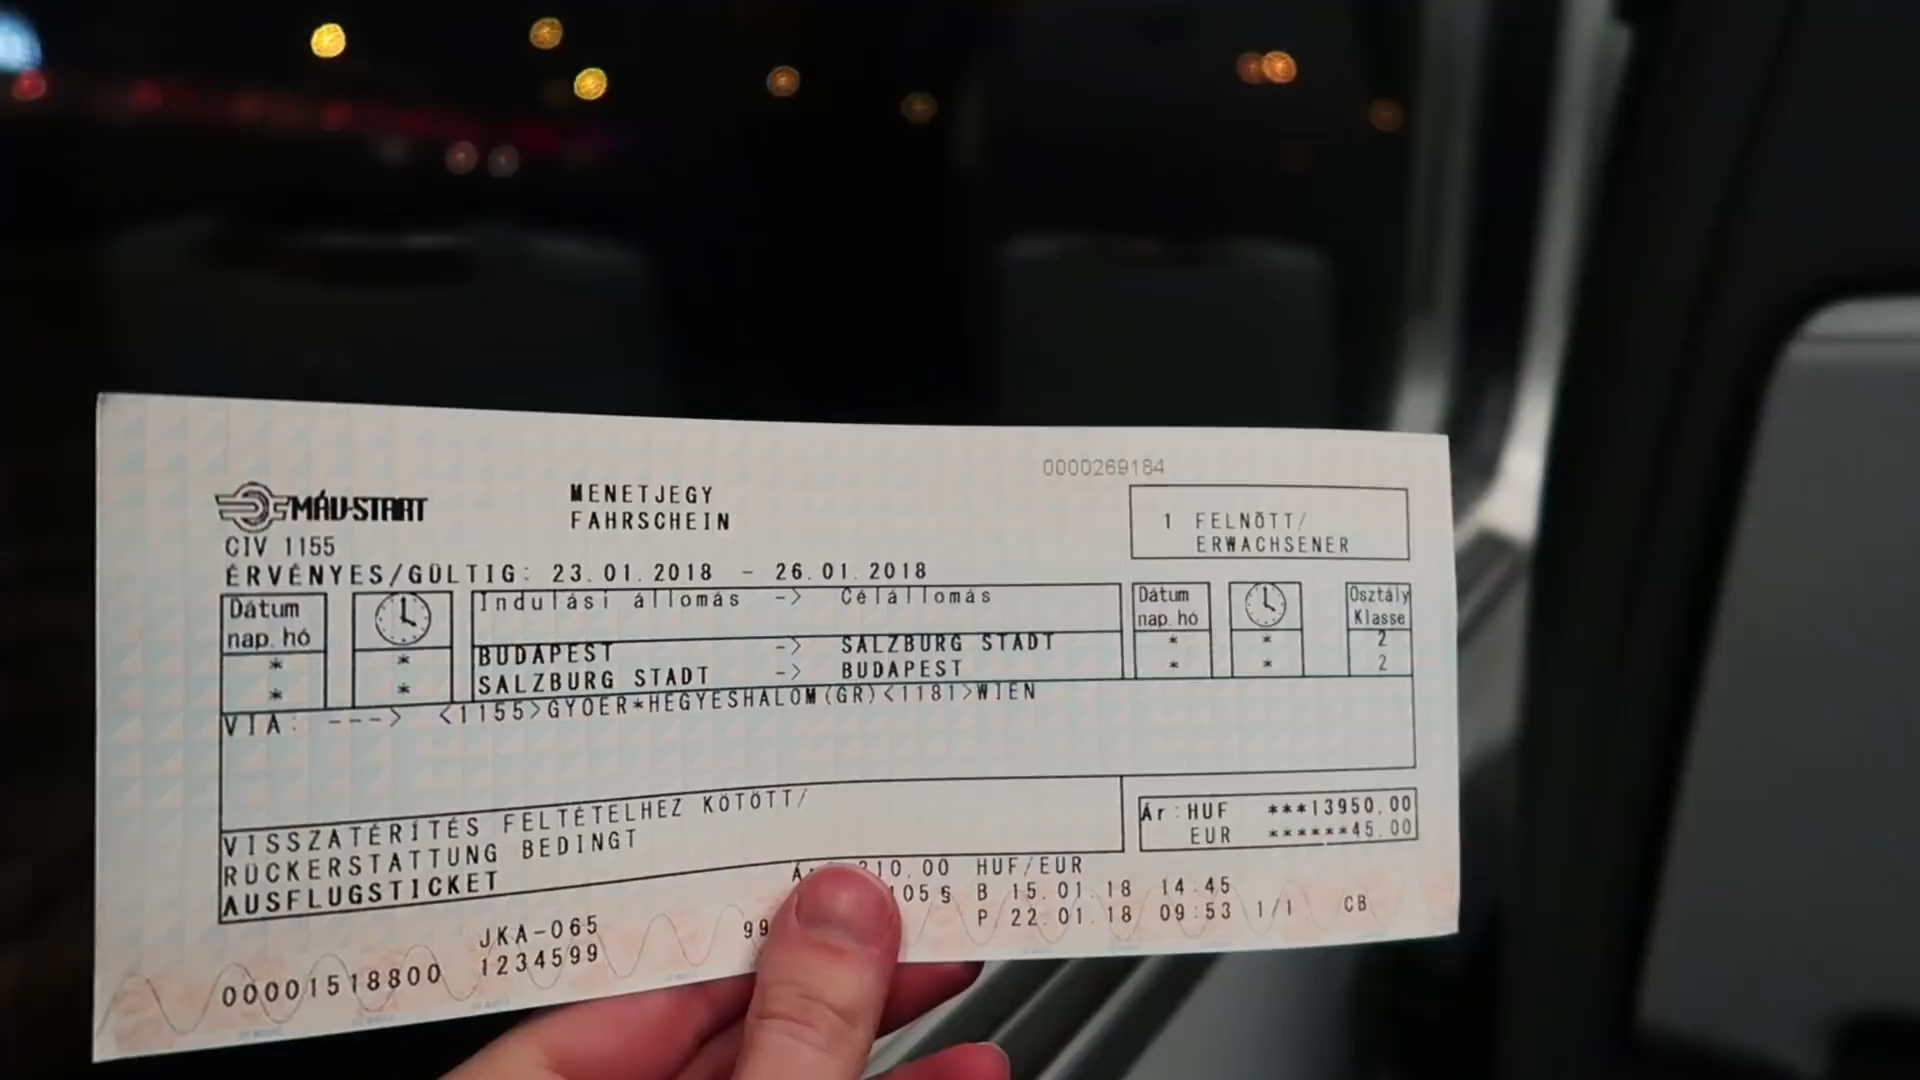 0000269184
MÁV-START
MENETJEGY
FAHRSCHEIN
1 FELNŐTT/
ERWACHSENER
CIV 1155
ÉRVÉNYES/GÜLTIG: 23.01.2018 - 26.01.2018
Dátum
nap. hó
Indulási állomás -> Célállomás
Dátum
nap. hó
Osztály
Klasse
* * BUDAPEST -> SALZBURG STADT * * 2
* * SALZBURG STADT -> BUDAPEST * * 2
VIA: ---> <1155>GYOER*HEGYESHALOM(GR)<1181>WIEN
VISSZATÉRÍTÉS FELTÉTELHEZ KÖTÖTT/
RÜCKERSTATTUNG BEDINGT
AUSFLUGSTICKET
Ár:HUF ***13950,00
EUR ******45.00
310,00 HUF/EUR
105 § B 15.01.18 14:45
P 22.01.18 09:53 1/1 CB
JKA-065
1234599
00001518800